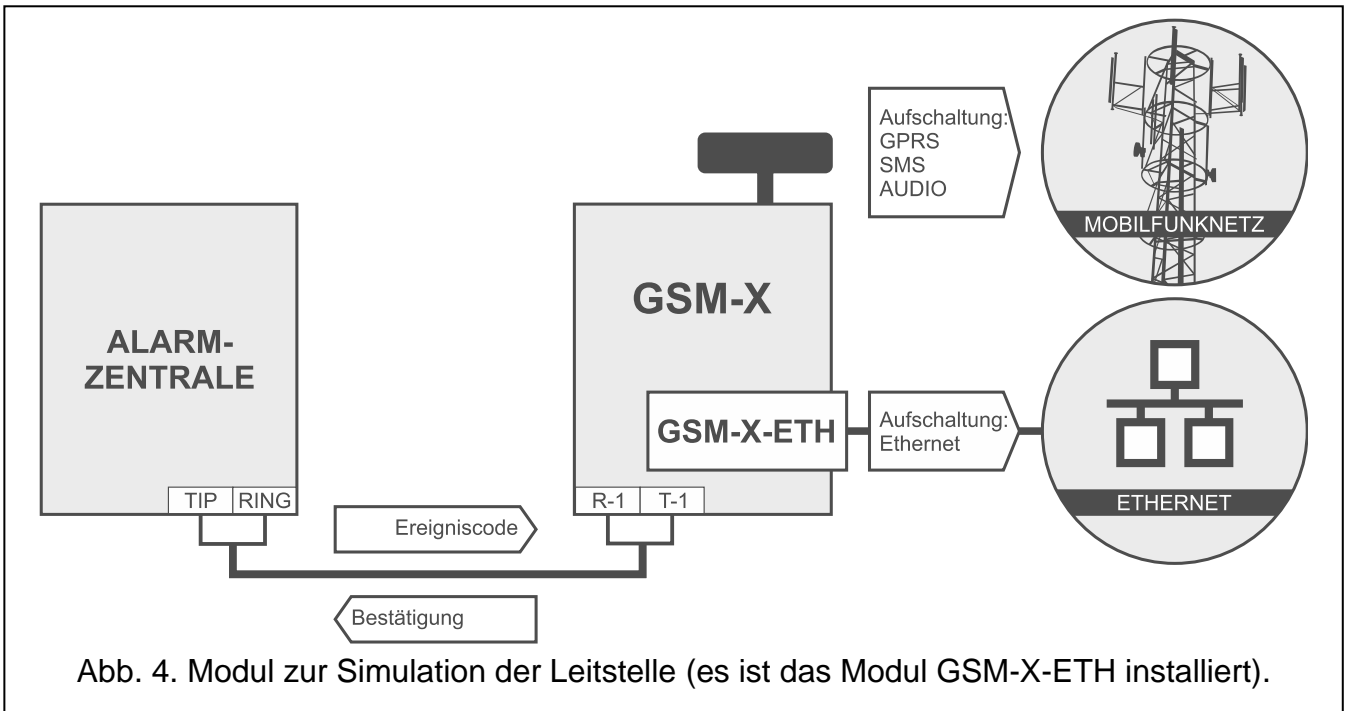 Aufschaltung:
GPRS
SMS
AUDIO
MOBILFUNKNETZ
ALARM-
ZENTRALE
GSM-X
GSM-X-ETH
Aufschaltung:
Ethernet
ETHERNET
TIP RING
R-1 T-1
Ereigniscode
Bestätigung
Abb. 4. Modul zur Simulation der Leitstelle (es ist das Modul GSM-X-ETH installiert).